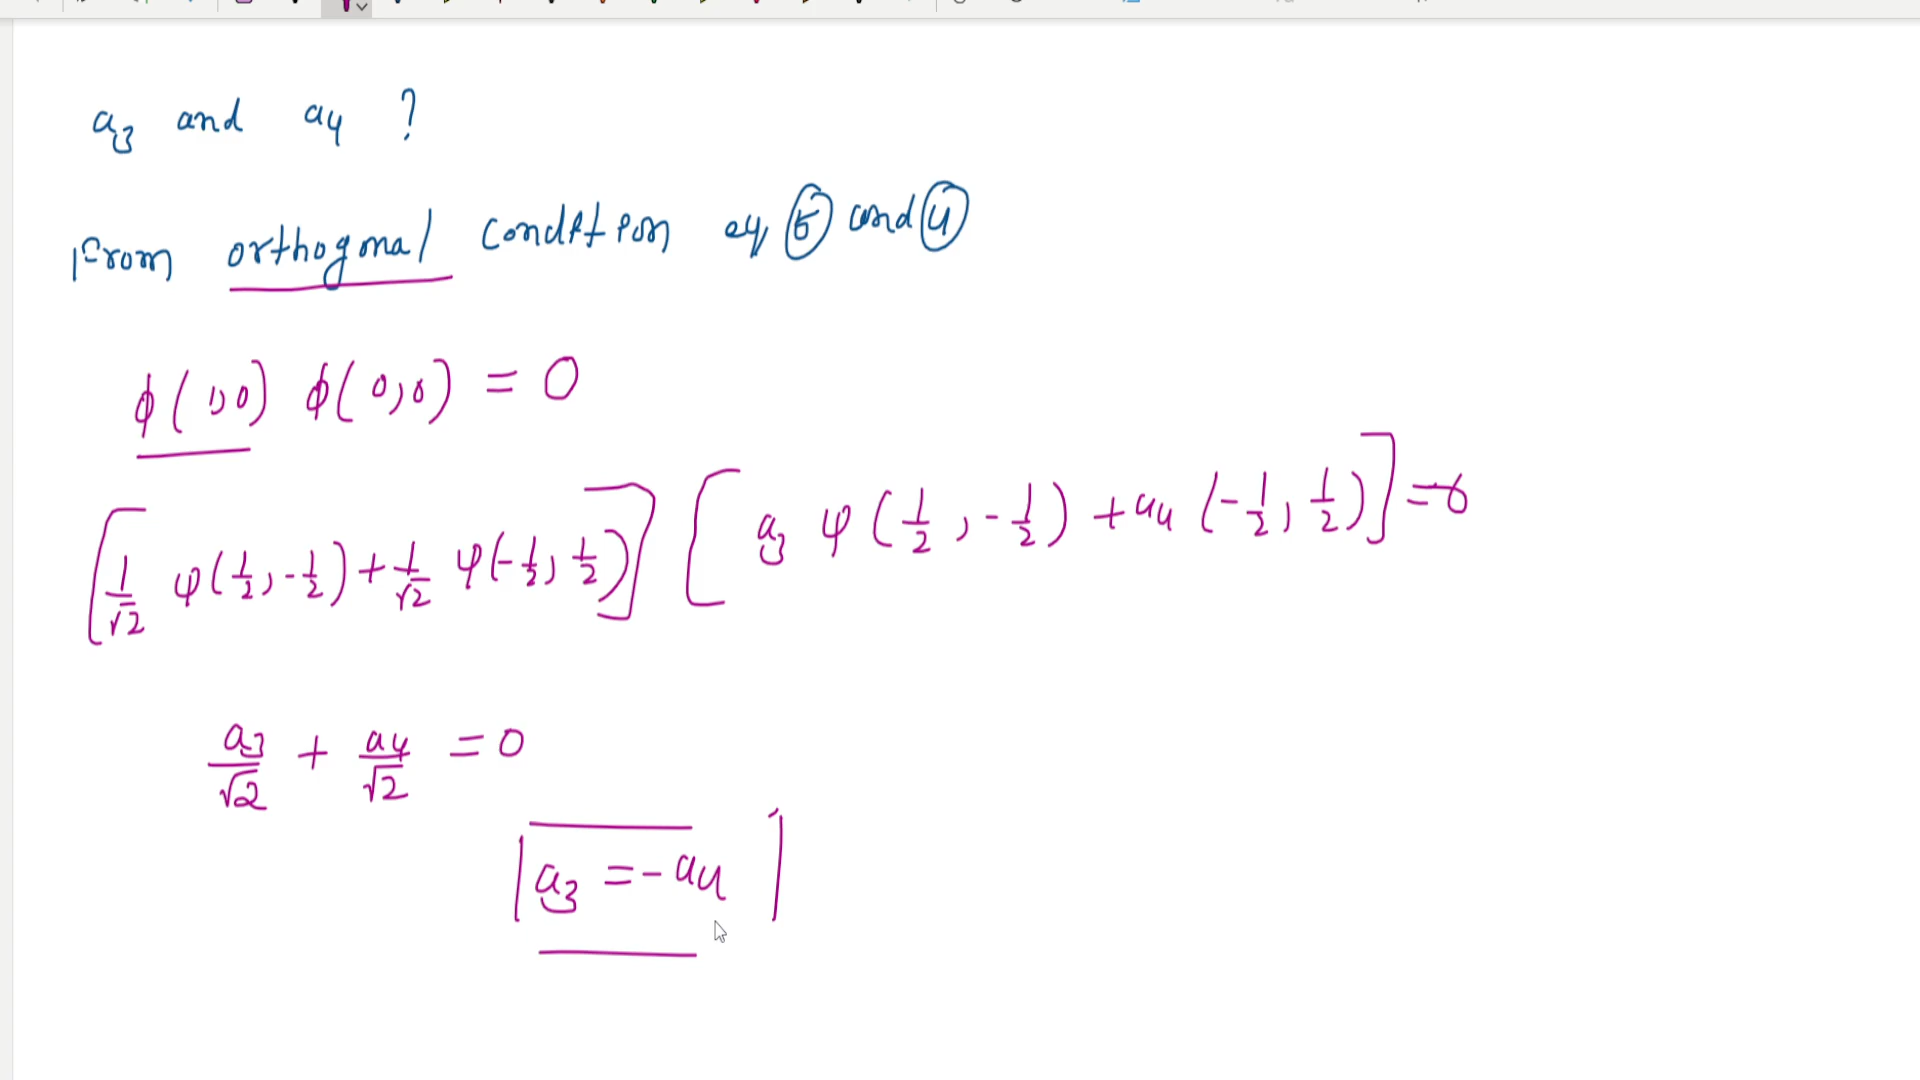 a₃ and a₄ ?
From orthogonal condition eq ⑤ and ④
ϕ(1,0) ϕ(0,0) = 0
[1/√2 φ(1/2, -1/2) + 1/√2 φ(-1/2, 1/2)] [a₃ φ(1/2, -1/2) + a₄ (-1/2, 1/2)] = 0
a₃/√2 + a₄/√2 = 0
a₃ = - a₄